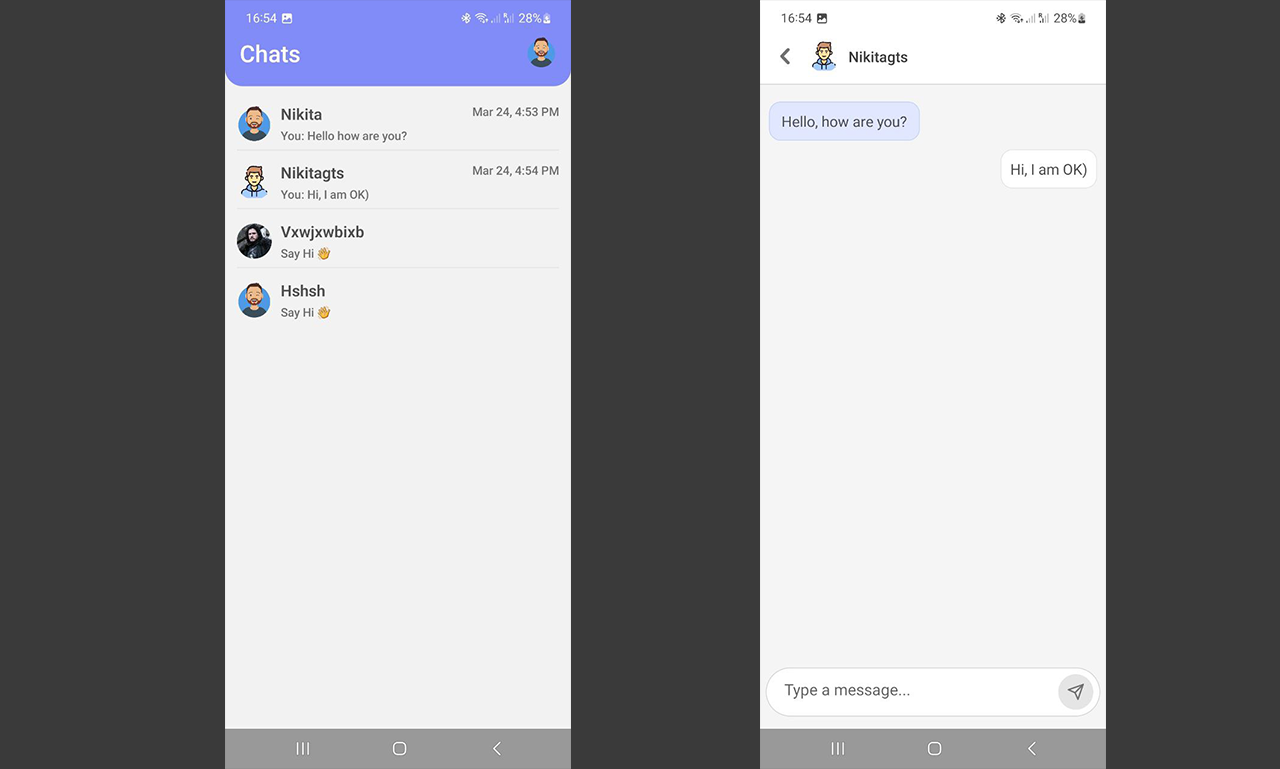 16:54 28%
Chats
Nikita Mar 24, 4:53 PM
You: Hello how are you?
Nikitagts Mar 24, 4:54 PM
You: Hi, I am OK)
Vxwjxwbixb
Say Hi 👋
Hshsh
Say Hi 👋
16:54 28%
Nikitagts
Hello, how are you?
Hi, I am OK)
Type a message...